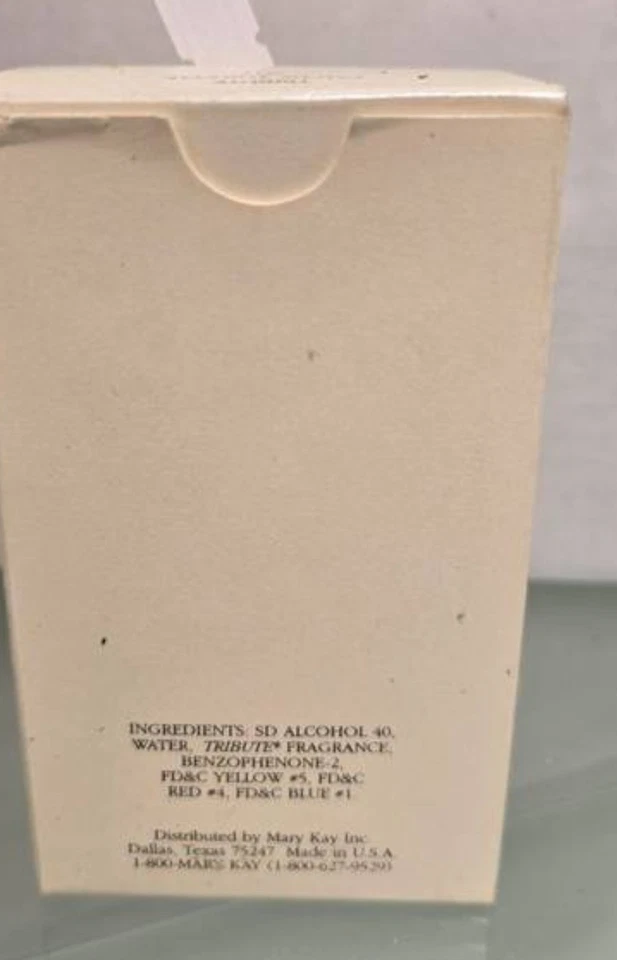 INGREDIENTS: SD ALCOHOL 40,
WATER, TRIBUTE® FRAGRANCE,
BENZOPHENONE-2,
FD&C YELLOW #5, FD&C
RED #4, FD&C BLUE #1
Distributed by Mary Kay Inc.
Dallas, Texas 75247 Made in U.S.A.
1-800-MARY KAY (1-800-627-9529)